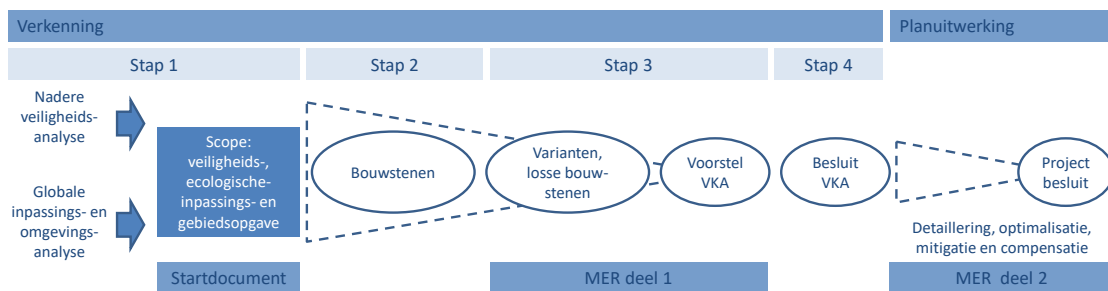 Verkenning
Planuitwerking
Stap 1
Stap 2
Stap 3
Stap 4
Nadere
veiligheids-
analyse
Globale
inpassings- en
omgevings-
analyse
Scope:
veiligheids-,
ecologische-
inpassings- en
gebiedsopgave
Bouwstenen
Varianten,
losse bouw-
stenen
Voorstel
VKA
Besluit
VKA
Project
besluit
Detaillering, optimalisatie,
mitigatie en compensatie
Startdocument
MER deel 1
MER deel 2